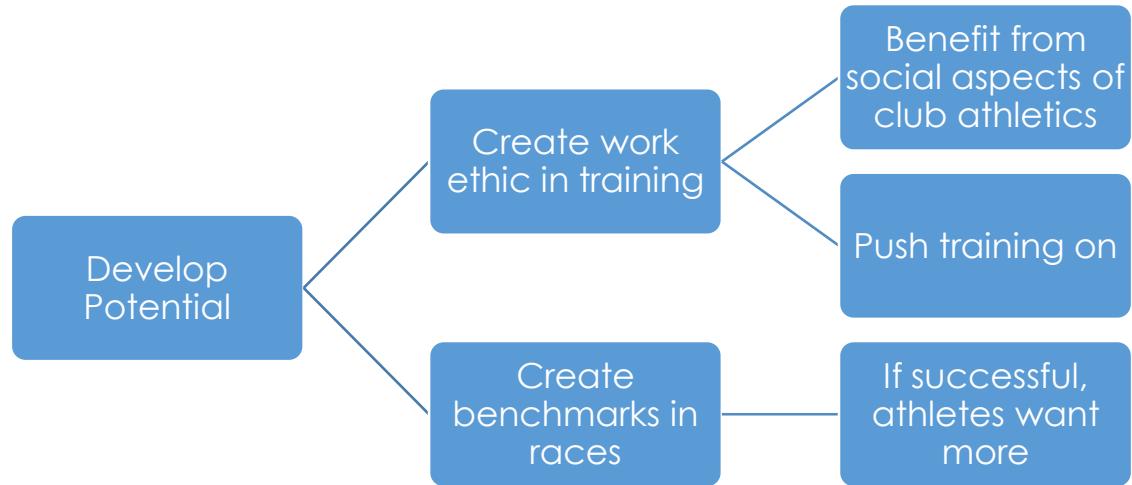 Develop
Potential
Create work
ethic in training
Benefit from
social aspects of
club athletics
Push training on
Create
benchmarks in
races
If successful,
athletes want
more